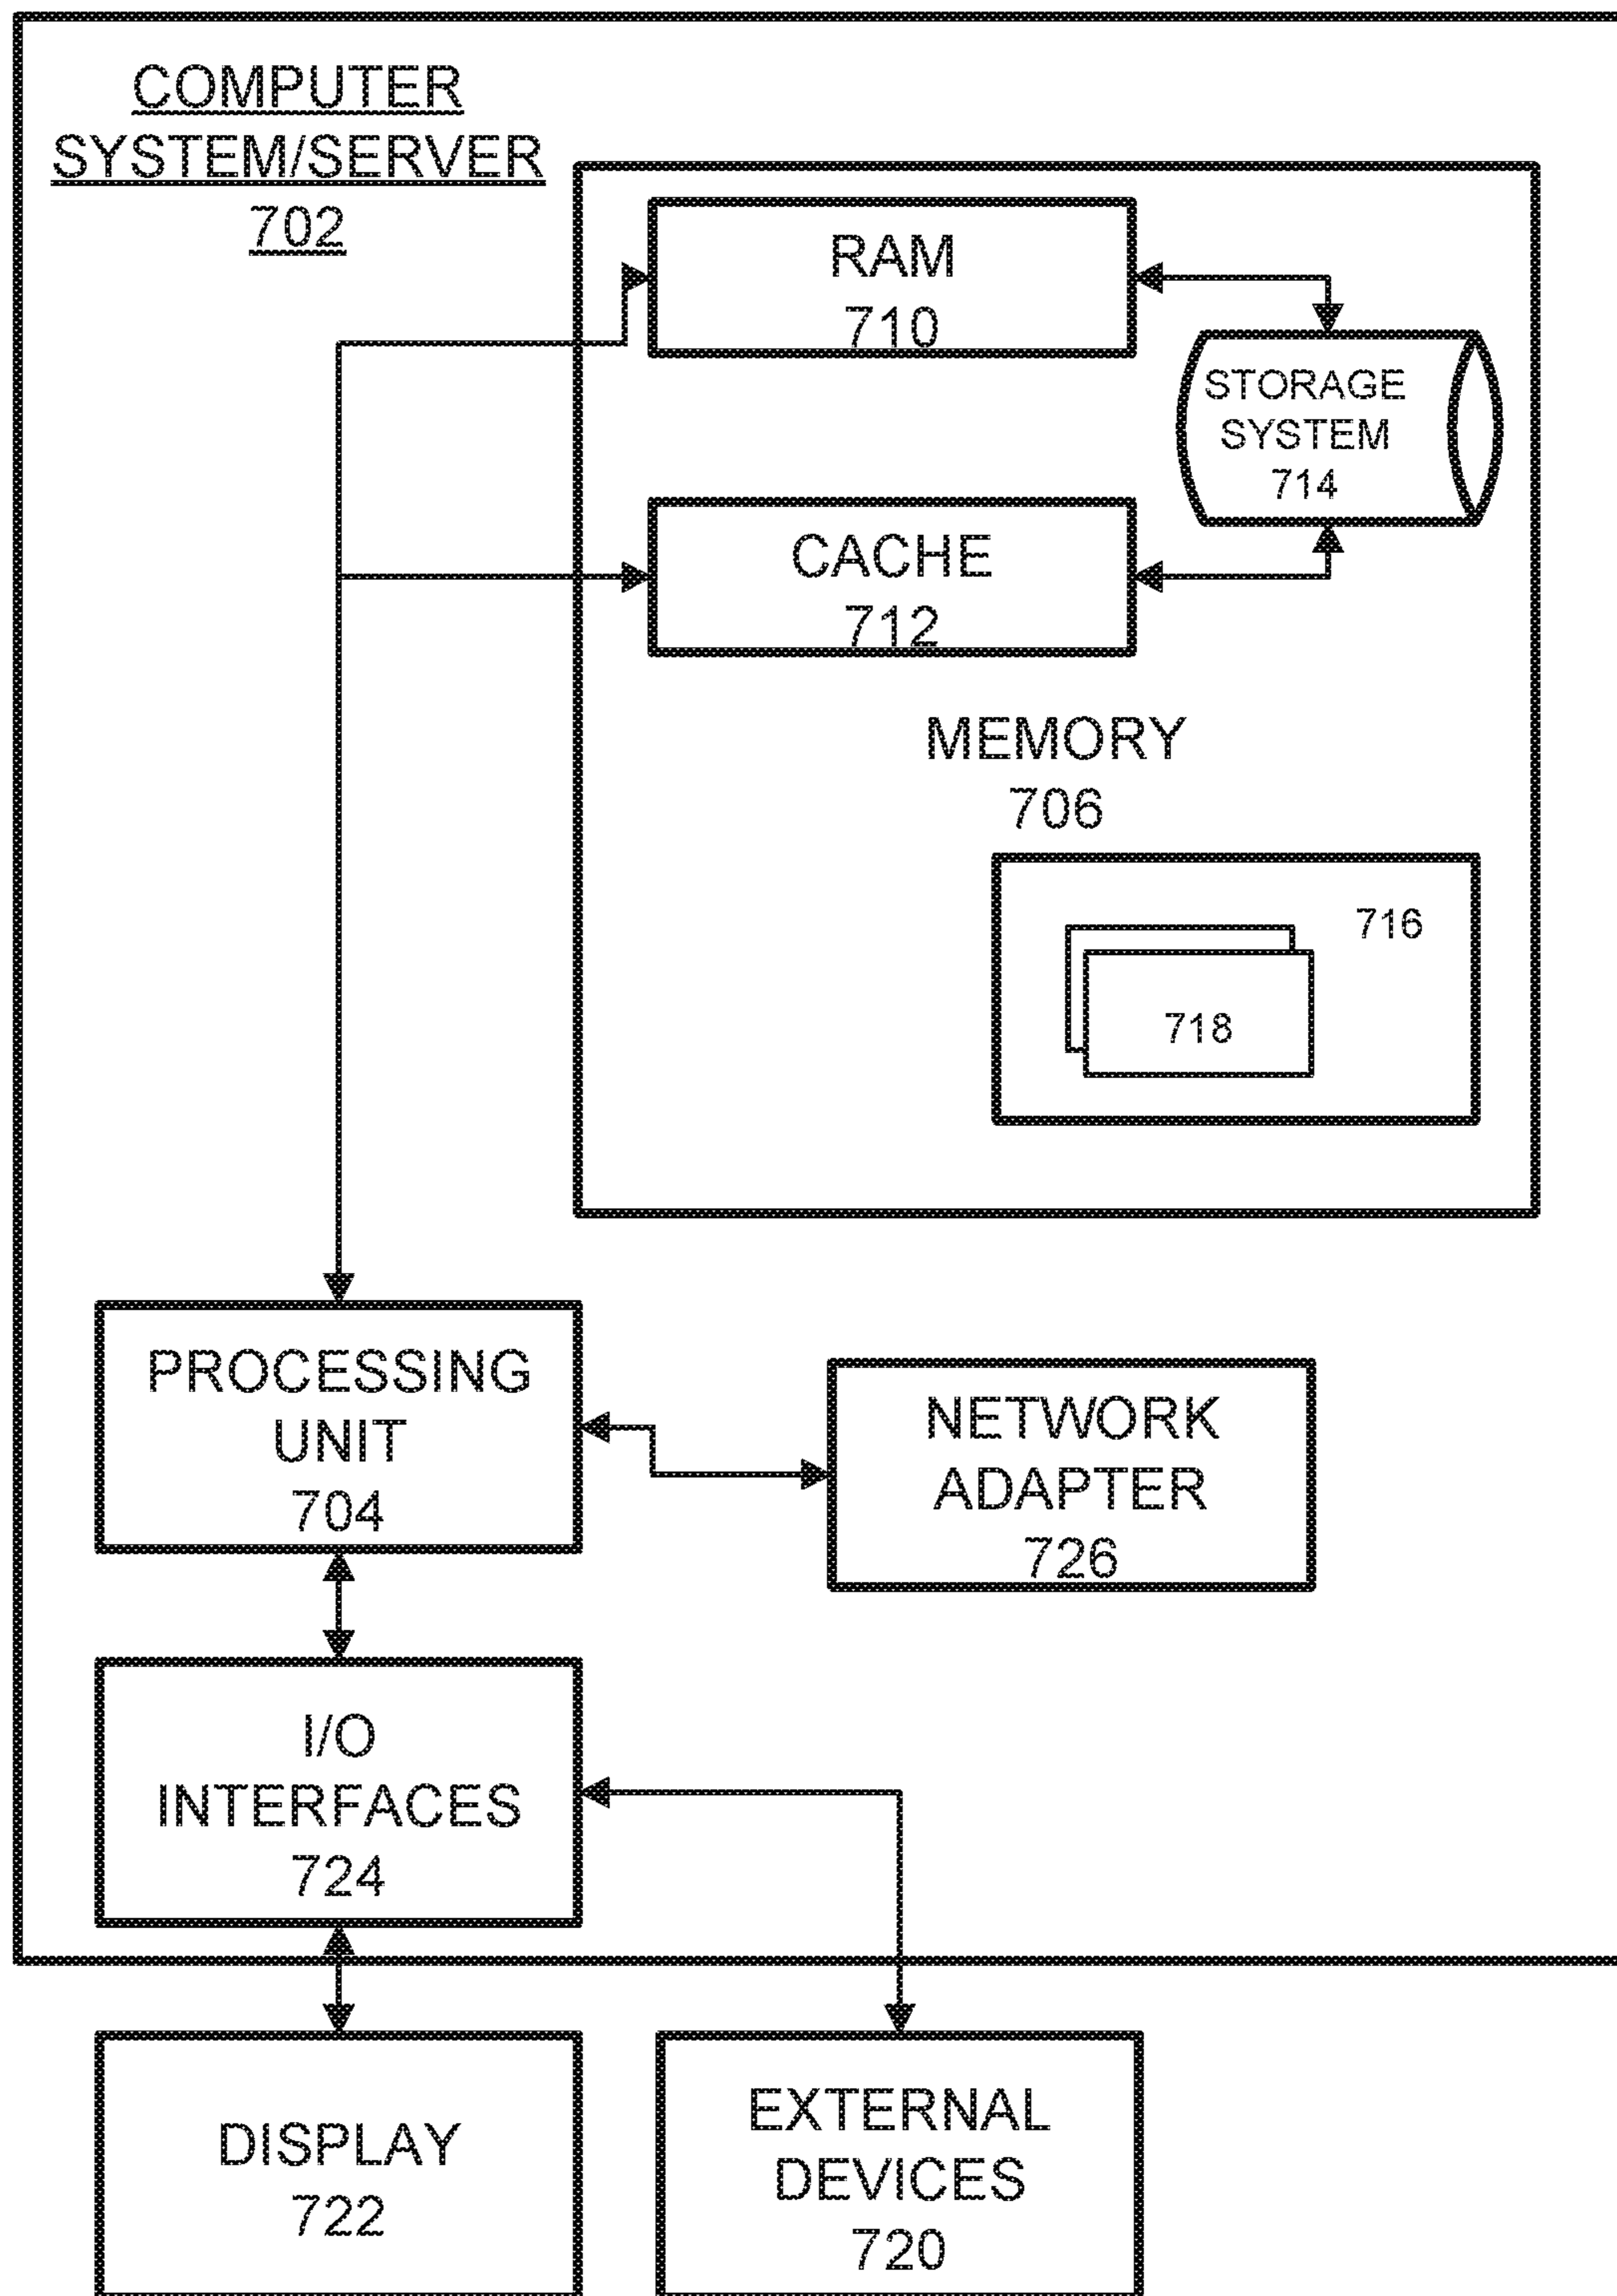 COMPUTER
SYSTEM/SERVER
702
RAM
710
STORAGE
SYSTEM
714
CACHE
712
MEMORY
706
716
718
PROCESSING
UNIT
704
NETWORK
ADAPTER
726
I/O
INTERFACES
724
DISPLAY
722
EXTERNAL
DEVICES
720